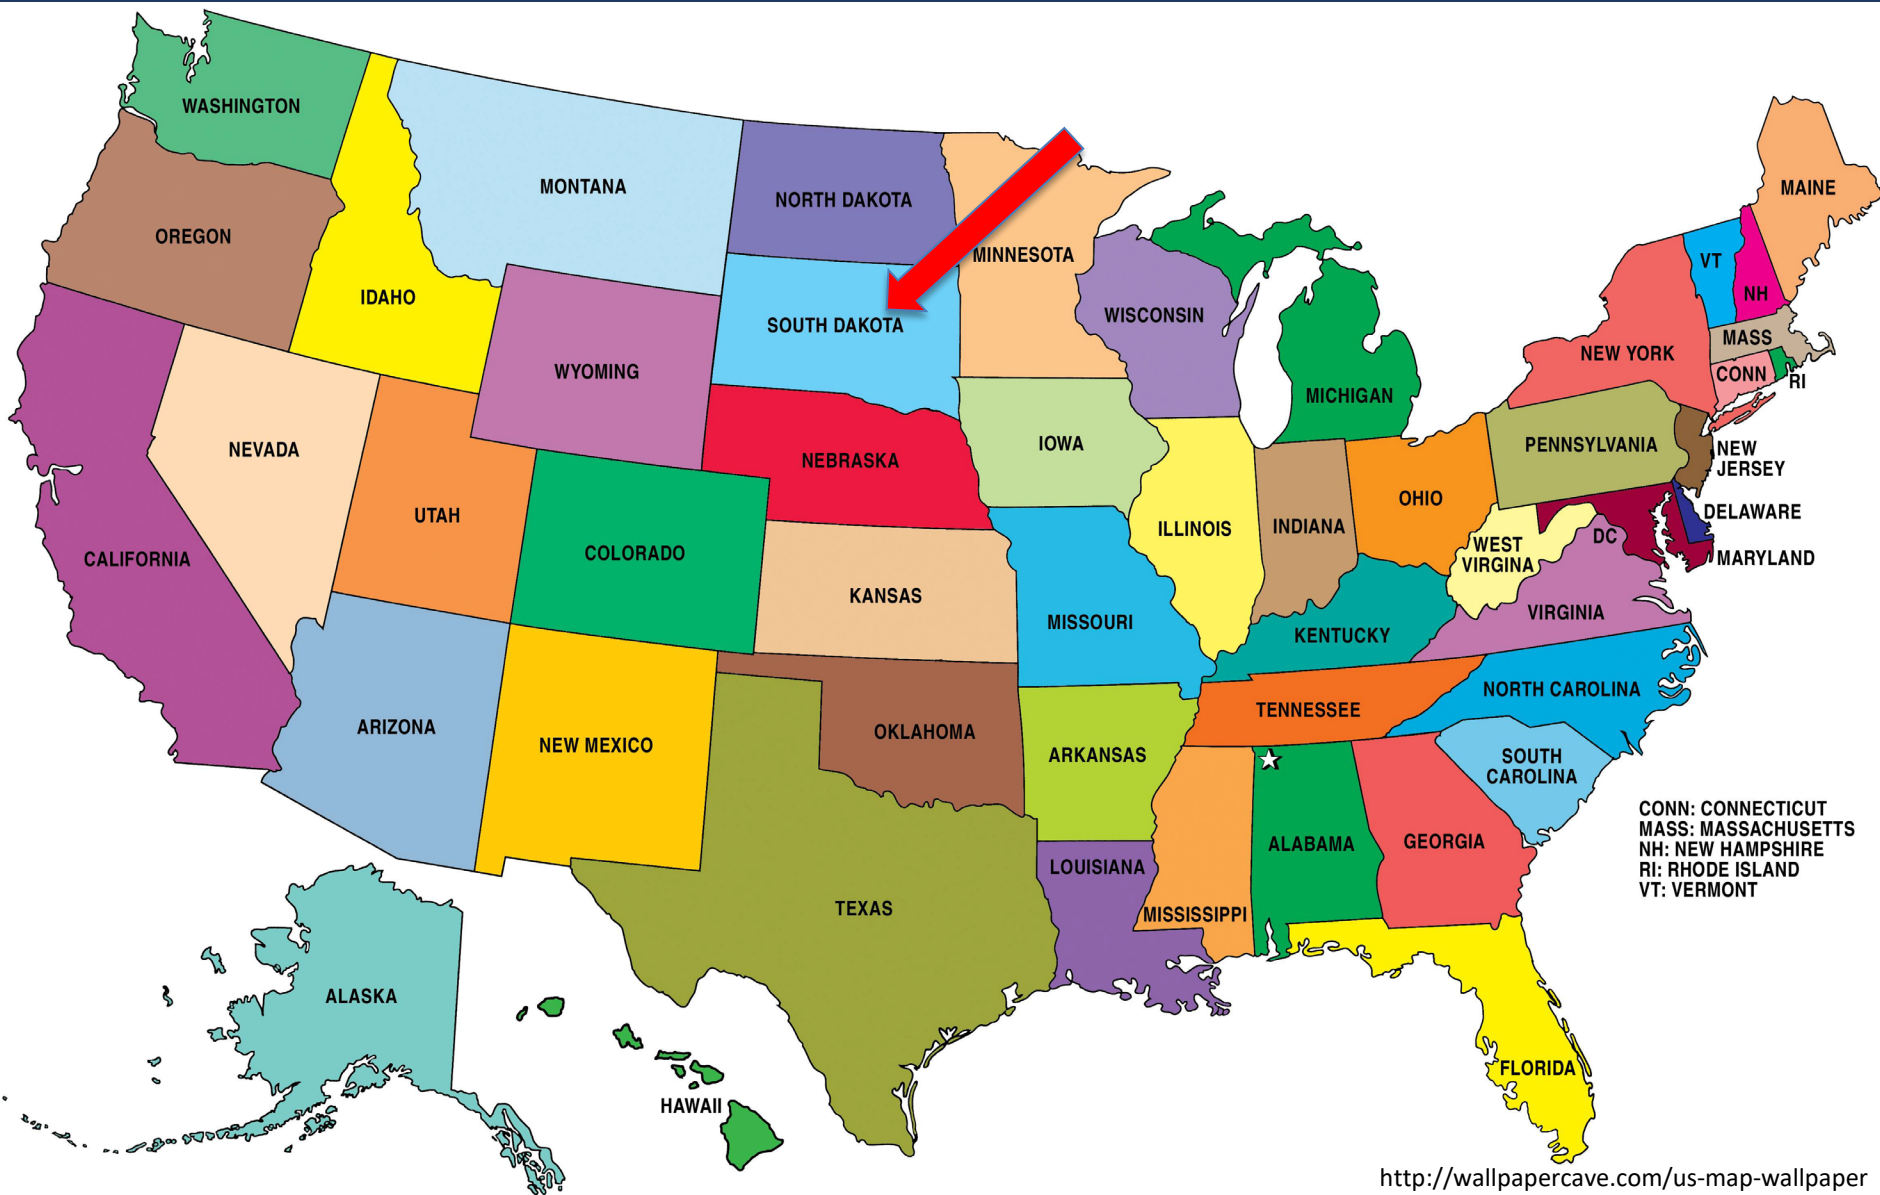 WASHINGTON
MONTANA
NORTH DAKOTA
MINNESOTA
MAINE
OREGON
IDAHO
SOUTH DAKOTA
WISCONSIN
VT
NH
WYOMING
MICHIGAN
NEW YORK
MASS
CONN
RI
NEVADA
UTAH
NEBRASKA
IOWA
PENNSYLVANIA
NEW
JERSEY
CALIFORNIA
COLORADO
KANSAS
MISSOURI
ILLINOIS
INDIANA
OHIO
WEST
VIRGINA
DC
DELAWARE
MARYLAND
VIRGINIA
KENTUCKY
NORTH CAROLINA
TENNESSEE
ARIZONA
NEW MEXICO
OKLAHOMA
ARKANSAS
SOUTH
CAROLINA
TEXAS
LOUISIANA
MISSISSIPPI
ALABAMA
GEORGIA
CONN: CONNECTICUT
MASS: MASSACHUSETTS
NH: NEW HAMPSHIRE
RI: RHODE ISLAND
VT: VERMONT
ALASKA
HAWAII
FLORIDA
http://wallpapercave.com/us-map-wallpaper